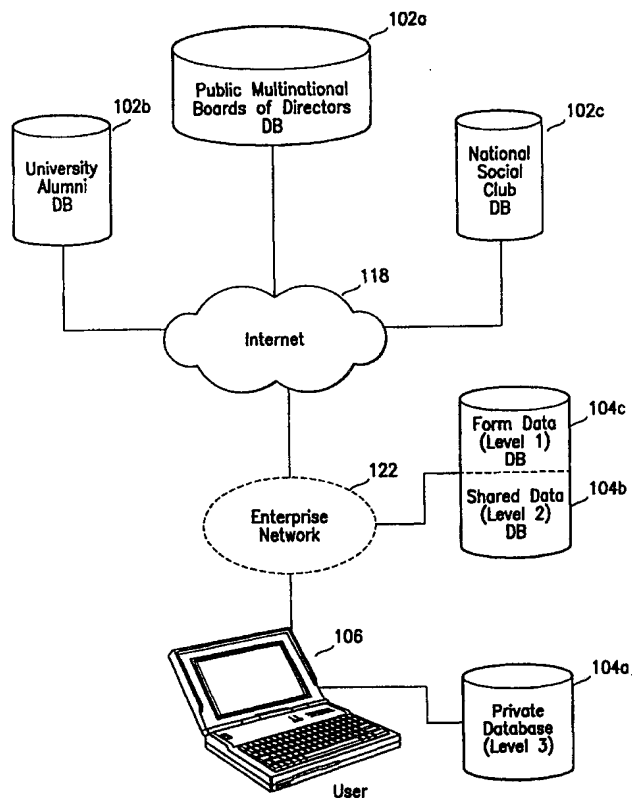 102a
Public Multinational
Boards of Directors
DB
102b
University
Alumni
DB
102c
National
Social
Club
DB
118
Internet
122
Enterprise
Network
104c
Form Data
(Level 1)
DB
104b
Shared Data
(Level 2)
DB
106
User
104a
Private
Database
(Level 3)